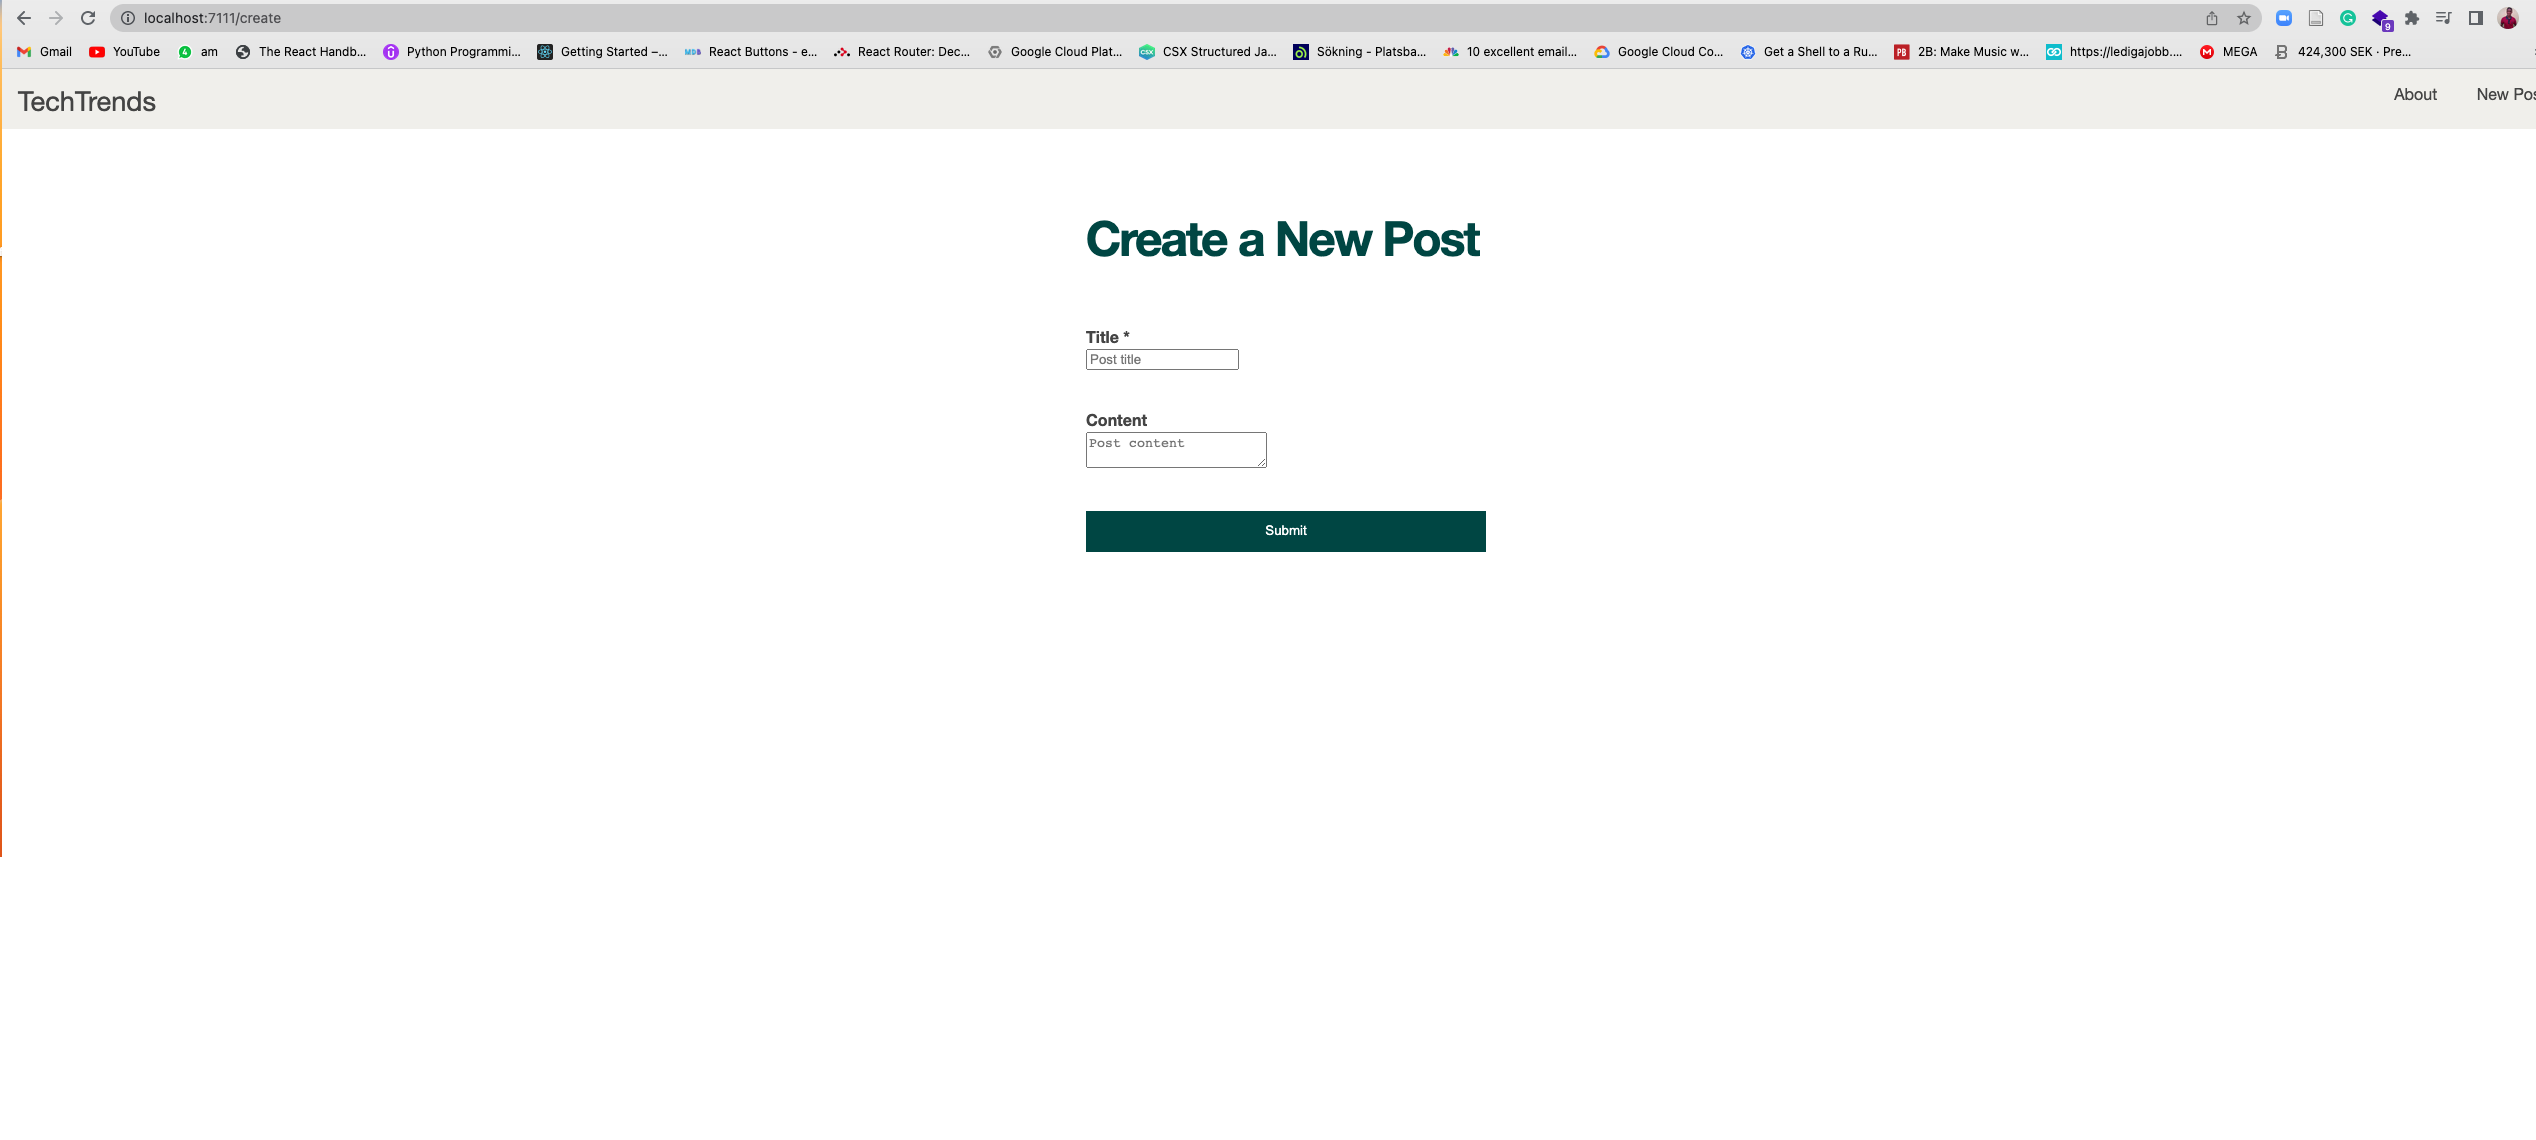 localhost:7111/create
9
Gmail YouTube am The React Handb... Python Programmi... Getting Started –... React Buttons - e... React Router: Dec... Google Cloud Plat... CSX Structured Ja... Sökning - Platsba... 10 excellent email... Google Cloud Co... Get a Shell to a Ru... 2B: Make Music w... https://ledigajobb.... MEGA 424,300 SEK · Pre...
TechTrends About New Pos
Create a New Post
Title *
Post title
Content
Post content
Submit